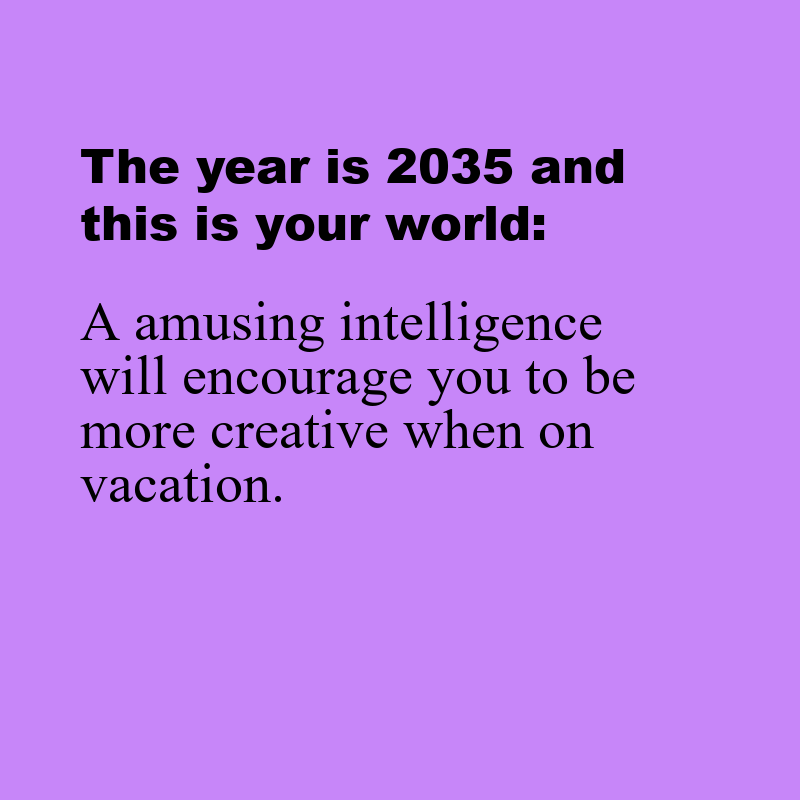 The year is 2035 and
this is your world:
A amusing intelligence
will encourage you to be
more creative when on
vacation.